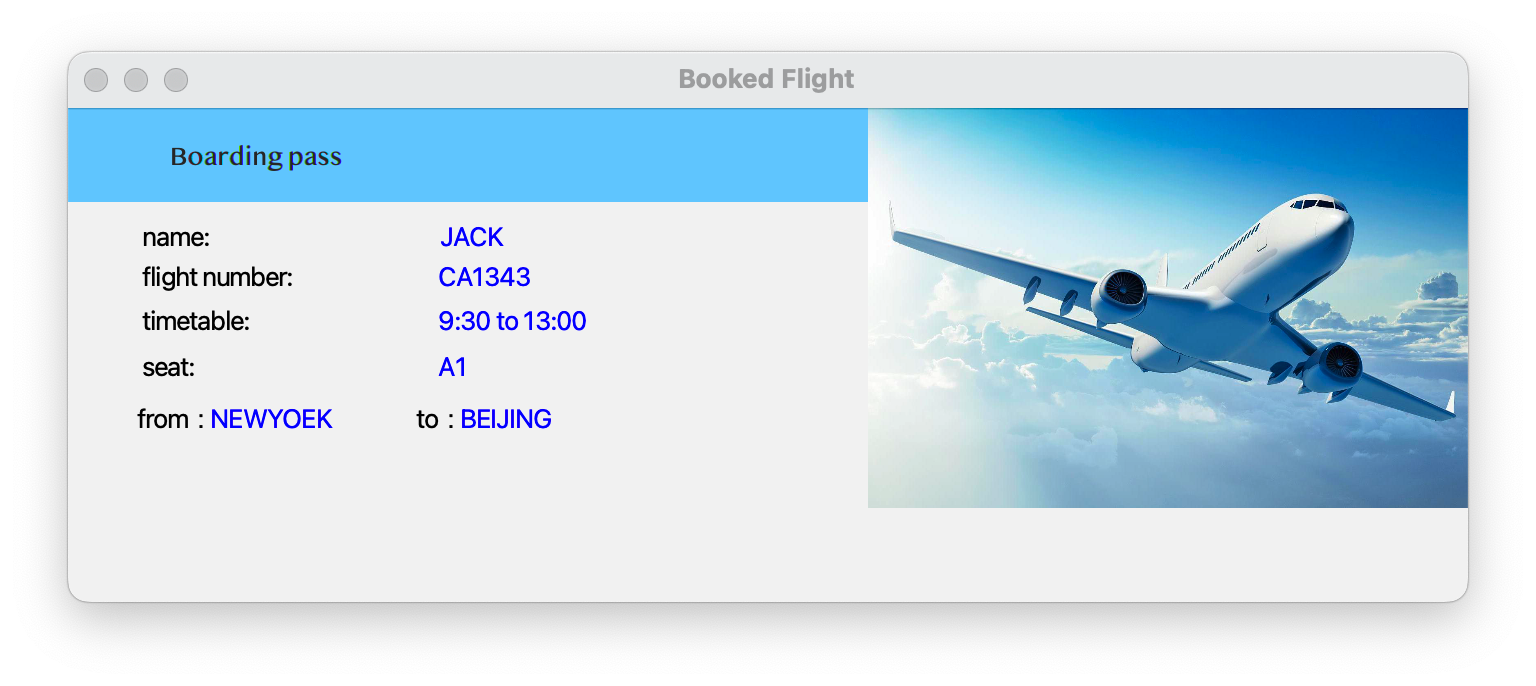 Booked Flight
Boarding pass
name: JACK
flight number: CA1343
timetable: 9:30 to 13:00
seat: A1
from : NEWYOEK to : BEIJING